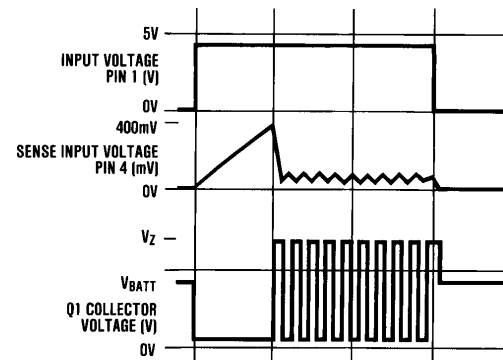 5V
INPUT VOLTAGE
PIN 1 (V)
0V
400mV
SENSE INPUT VOLTAGE
PIN 4 (mV)
0V
VZ
VBATT
Q1 COLLECTOR
VOLTAGE (V)
0V